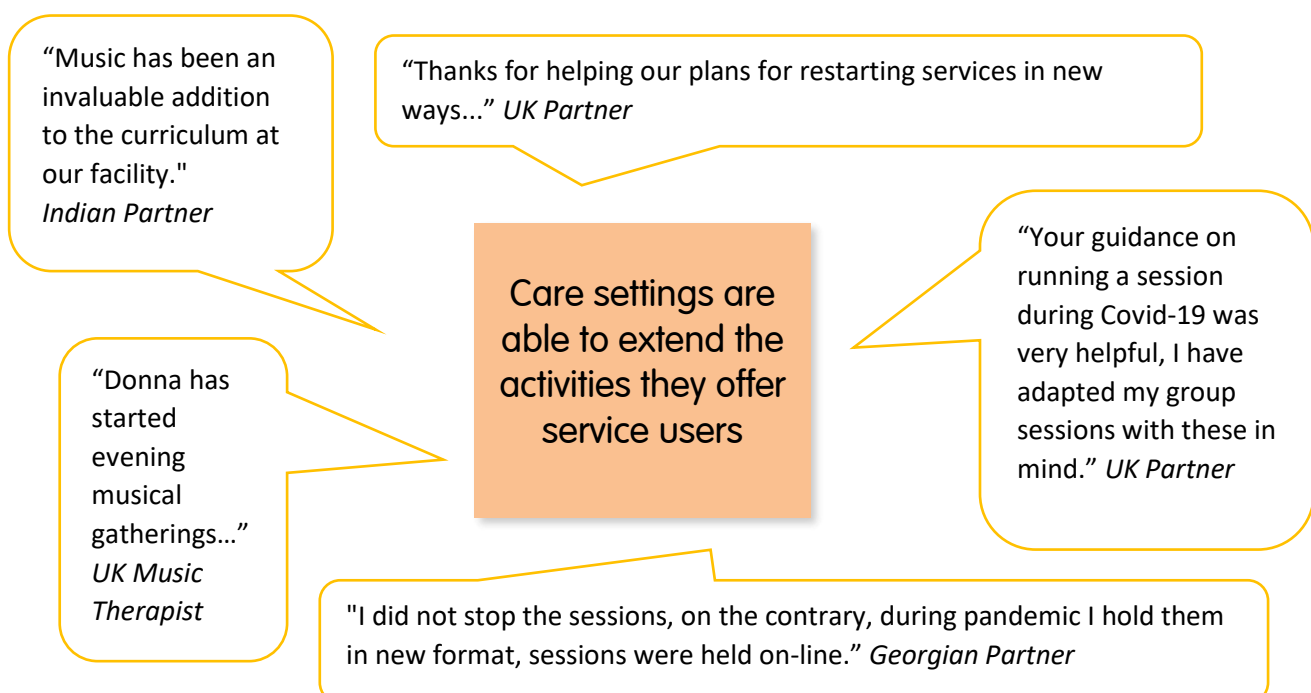 “Music has been an
invaluable addition
to the curriculum at
our facility."
Indian Partner
“Thanks for helping our plans for restarting services in new
ways...” UK Partner
Care settings are
able to extend the
activities they offer
service users
“Your guidance on
running a session
during Covid-19 was
very helpful, I have
adapted my group
sessions with these in
mind.” UK Partner
“Donna has
started
evening
musical
gatherings…”
UK Music
Therapist
"I did not stop the sessions, on the contrary, during pandemic I hold them
in new format, sessions were held on-line.” Georgian Partner